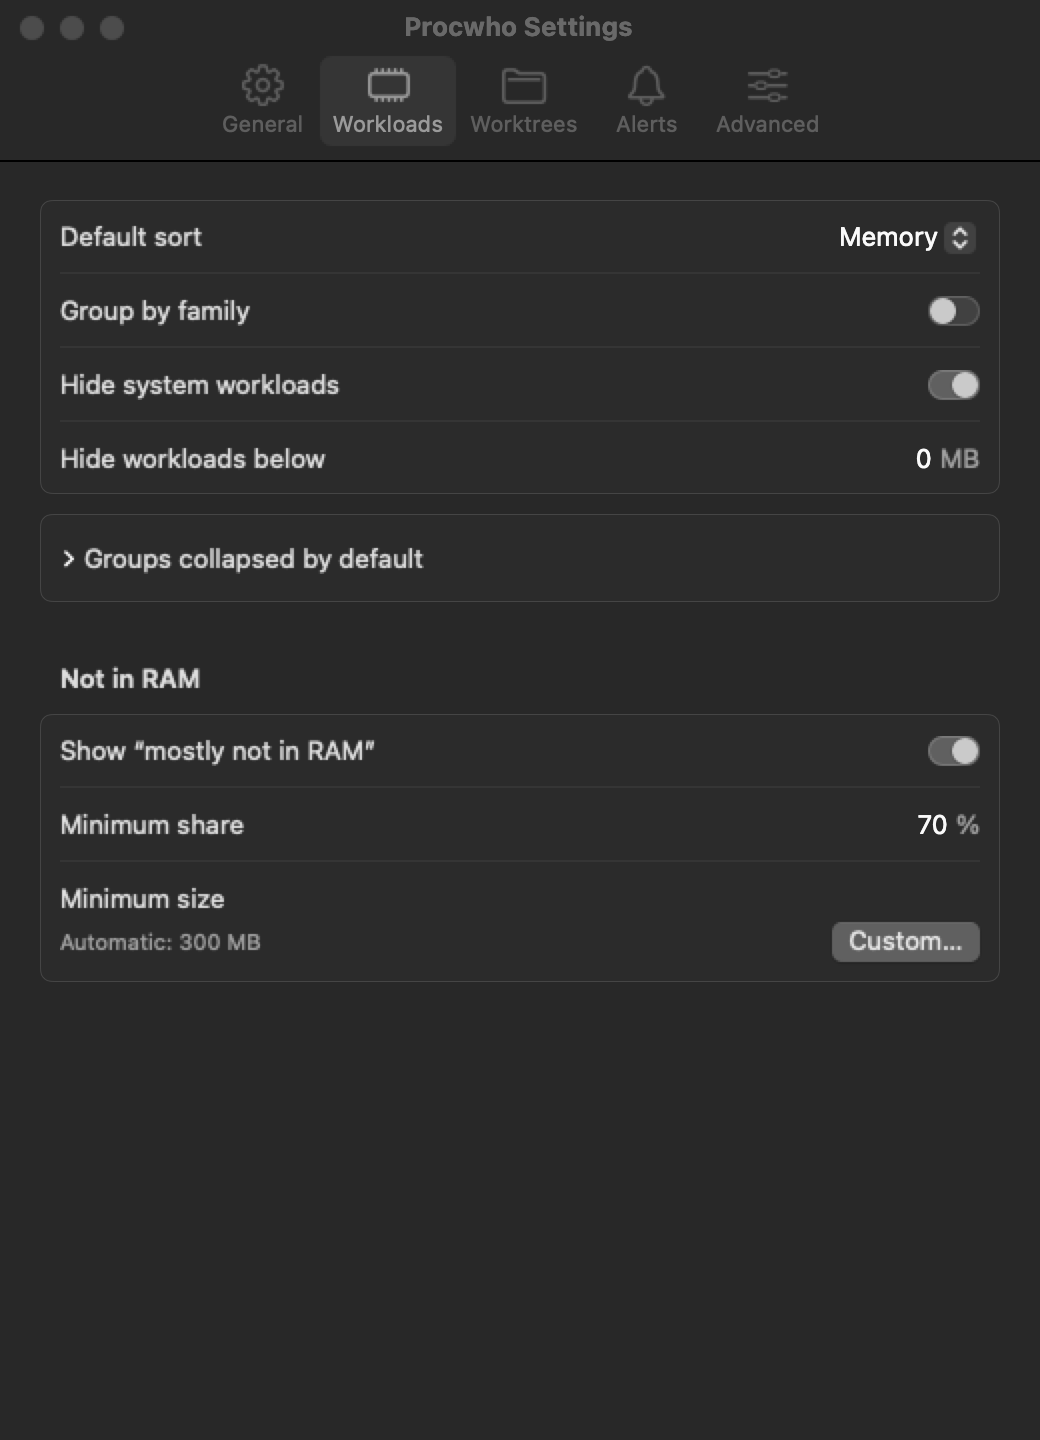 Procwho Settings
General
Workloads
Worktrees
Alerts
Advanced
Default sort
Memory
Group by family
Hide system workloads
Hide workloads below
0 MB
Groups collapsed by default
Not in RAM
Show “mostly not in RAM”
Minimum share
70 %
Minimum size
Automatic: 300 MB
Custom...